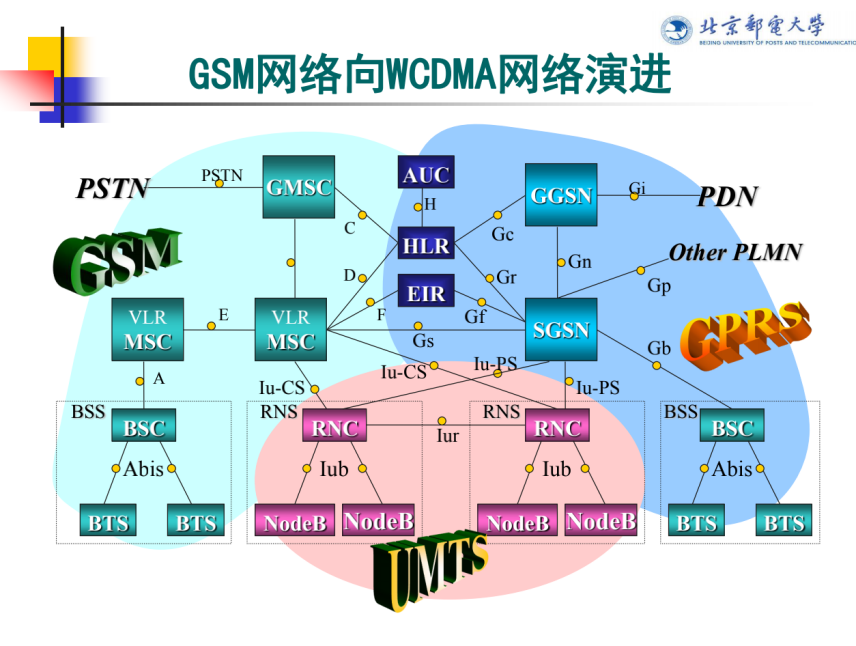 北京郵電大學
BEIJING UNIVERSITY OF POSTS AND TELECOMMUNICATIO
GSM网络向WCDMA网络演进
PSTN
PSTN
GMSC
AUC
GGSN
Gi
PDN
H
C
Gc
HLR
Other PLMN
GSM
D
Gr
Gn
Gp
EIR
VLR
MSC
E
VLR
MSC
F
Gf
SGSN
GPRS
Gs
Gb
A
Iu-CS
Iu-PS
Iu-CS
Iu-PS
BSS
RNS
RNS
BSS
BSC
RNC
Iur
RNC
BSC
Abis
Iub
Iub
Abis
BTS
BTS
NodeB
NodeB
NodeB
NodeB
BTS
BTS
UMTS